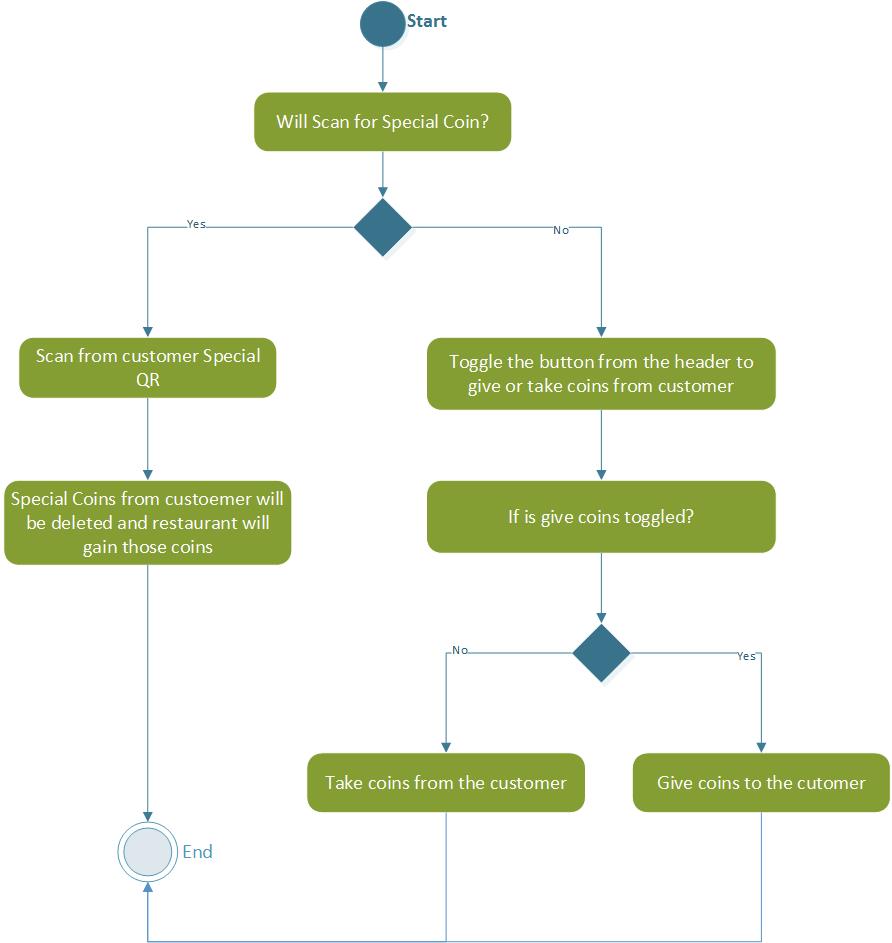 Start
Will Scan for Special Coin?
Yes
No
Scan from customer Special
QR
Toggle the button from the header to
give or take coins from customer
Special Coins from custoemer will
be deleted and restaurant will
gain those coins
If is give coins toggled?
No
Yes
Take coins from the customer
Give coins to the cutomer
End